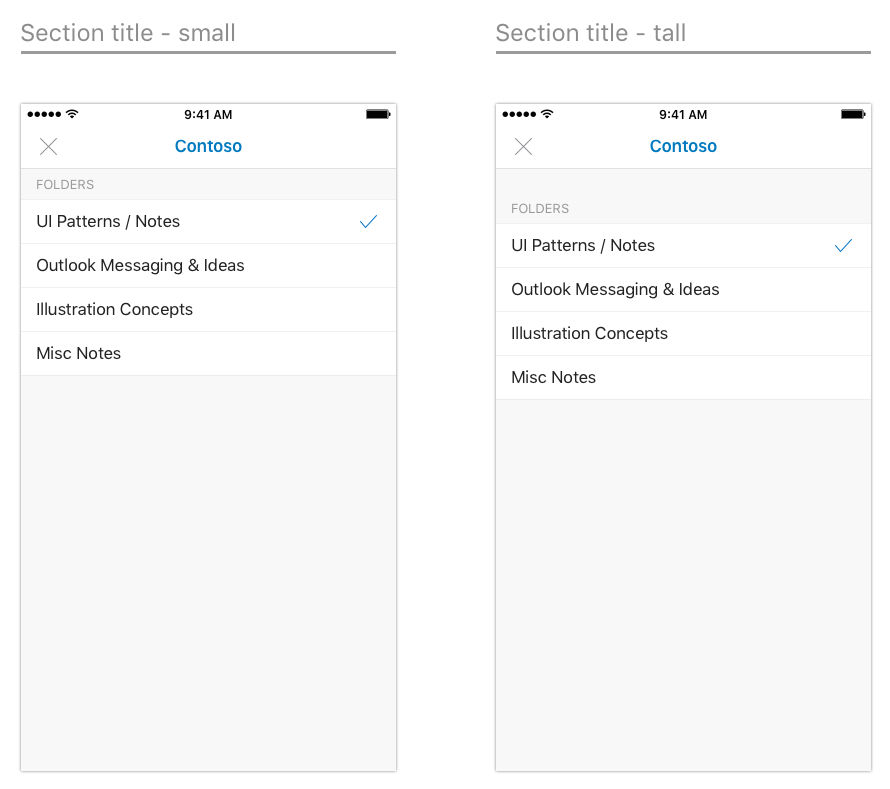 Section title - small
9:41 AM
Contoso
FOLDERS
UI Patterns / Notes
Outlook Messaging & Ideas
Illustration Concepts
Misc Notes
Section title - tall
9:41 AM
Contoso
FOLDERS
UI Patterns / Notes
Outlook Messaging & Ideas
Illustration Concepts
Misc Notes